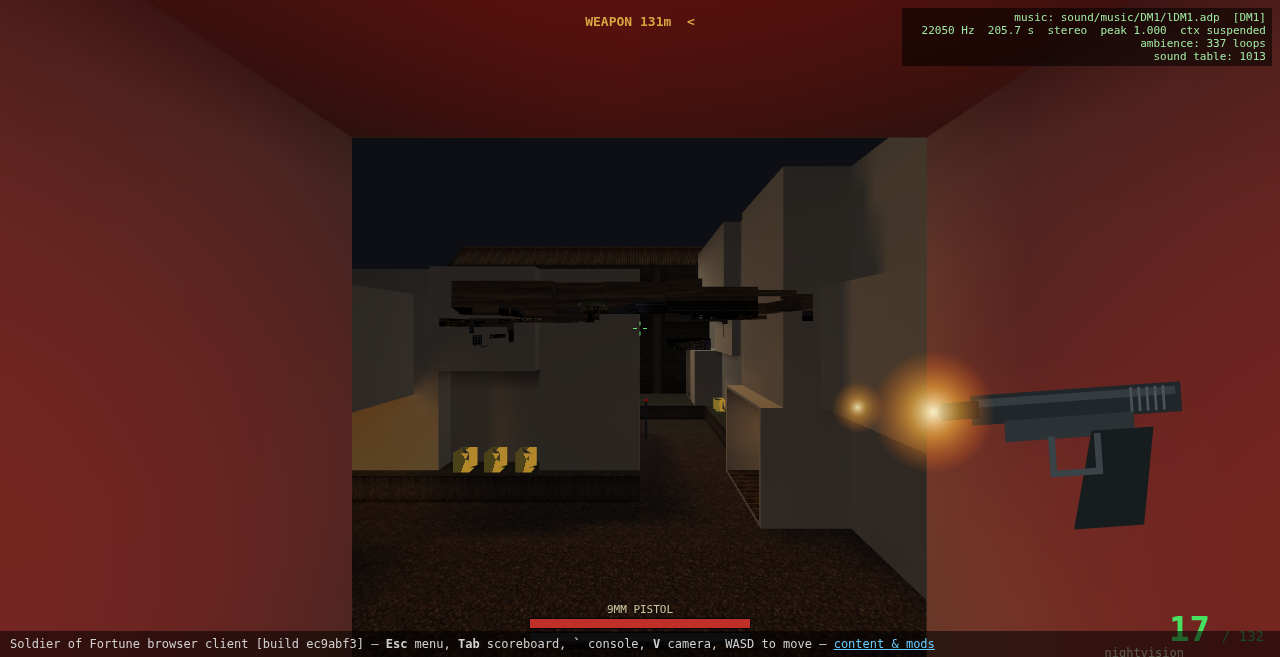 WEAPON 131m <
music: sound/music/DM1/lDM1.adp [DM1]
22050 Hz 205.7 s stereo peak 1.000 ctx suspended
ambience: 337 loops
sound table: 1013
9MM PISTOL
17 / 132
Soldier of Fortune browser client [build ec9abf3] — Esc menu, Tab scoreboard, ` console, V camera, WASD to move — content & mods
nightvision